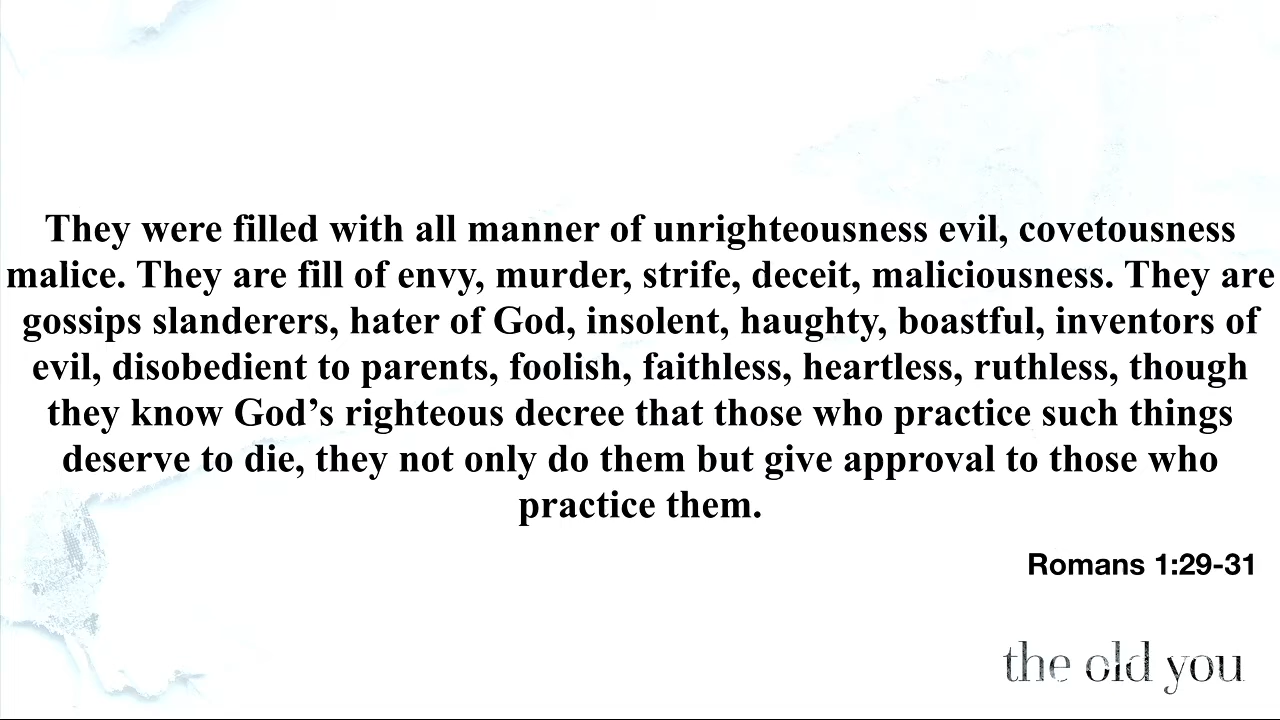 They were filled with all manner of unrighteousness evil, covetousness
malice. They are fill of envy, murder, strife, deceit, maliciousness. They are
gossips slanderers, hater of God, insolent, haughty, boastful, inventors of
evil, disobedient to parents, foolish, faithless, heartless, ruthless, though
they know God’s righteous decree that those who practice such things
deserve to die, they not only do them but give approval to those who
practice them.
Romans 1:29-31
the old you